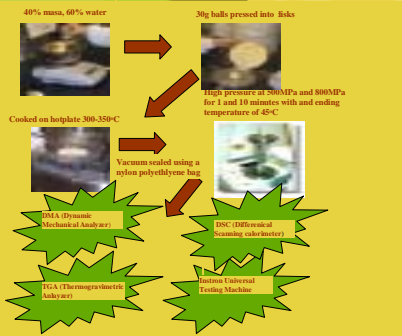 40% masa, 60% water
30g balls pressed into fisks
High pressure at 500MPa and 800MPa
for 1 and 10 minutes with and ending
temperature of 45ºC
Cooked on hotplate 300-350ºC
Vacuum sealed using a
nylon polyethlyene bag
DMA (Dynamic
Mechanical Analyzer)
DSC (Differenical
Scanning calorimeter)
TGA (Thermogravimetric
Anlayzer)
Instron Universal
Testing Machine